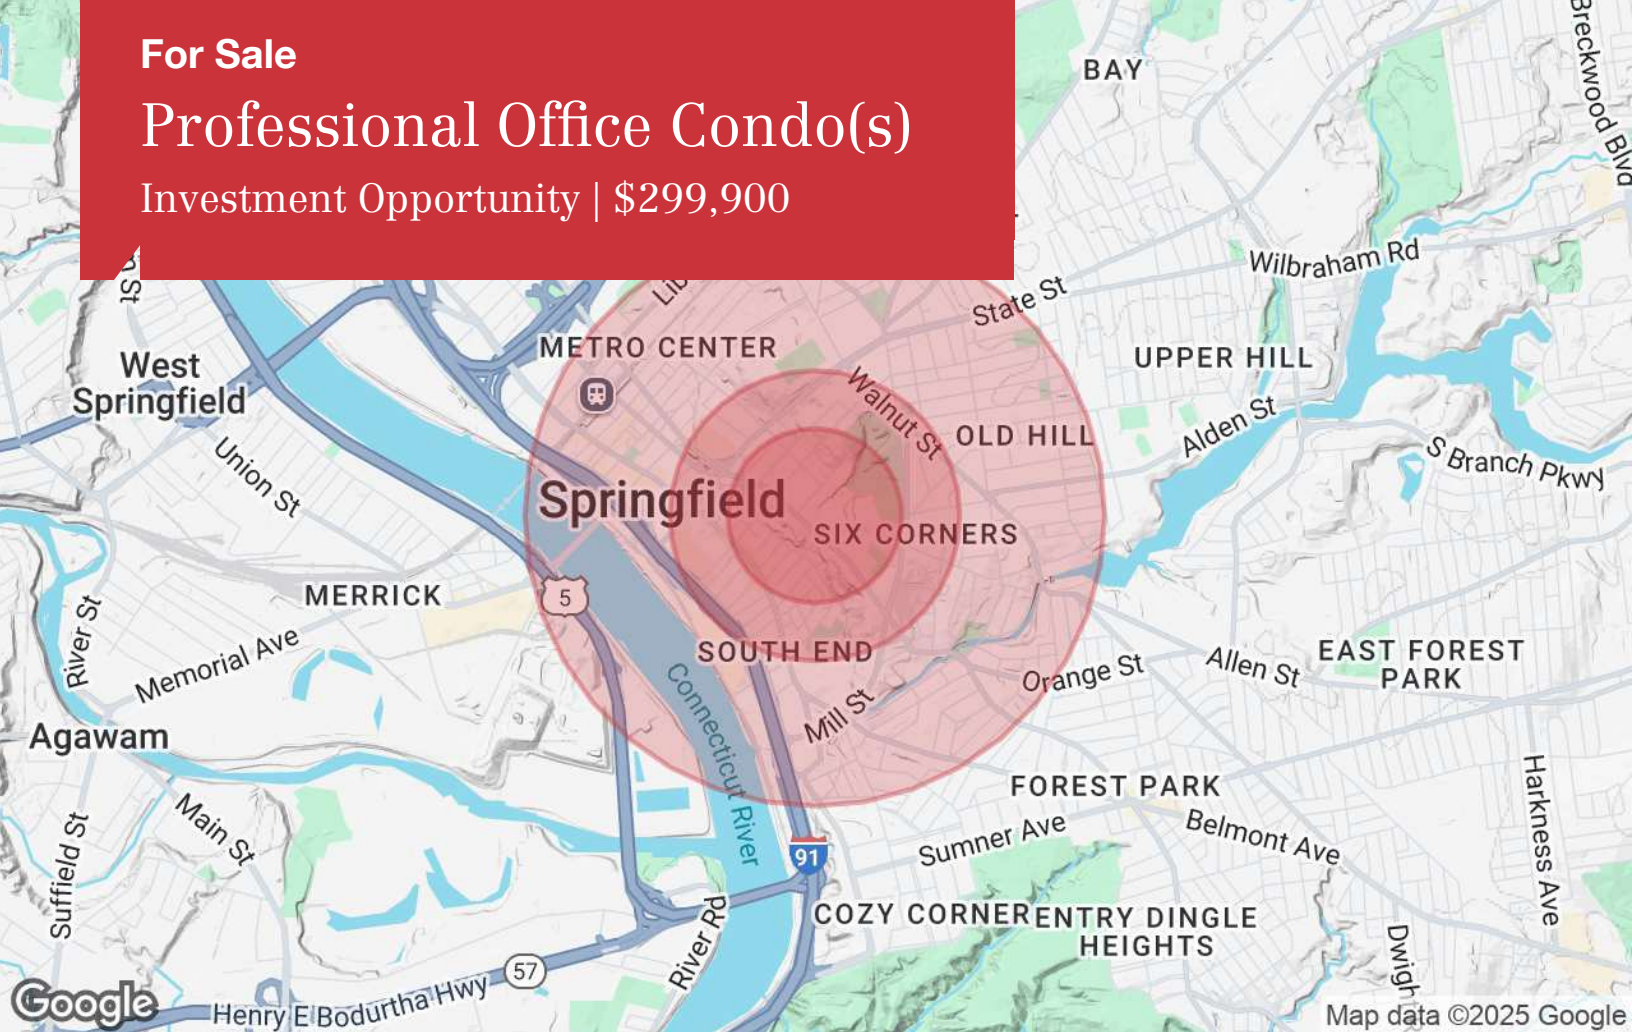 For Sale
Professional Office Condo(s)
Investment Opportunity | $299,900
BAY
Breckwood Blvd
Wilbraham Rd
St
State St
METRO CENTER
West
Springfield
UPPER HILL
Walnut St
OLD HILL
Alden St
Union St
S Branch Pkwy
Springfield
SIX CORNERS
MERRICK
5
River St
Memorial Ave
SOUTH END
Orange St
Allen St
EAST FOREST
PARK
Connecticut River
Mill St
Agawam
FOREST PARK
Harkness Ave
Main St
Suffield St
Sumner Ave
Belmont Ave
91
COZY CORNER
ENTRY DINGLE
HEIGHTS
River Rd
57
Henry E Bodurtha Hwy
Google
Map data ©2025 Google